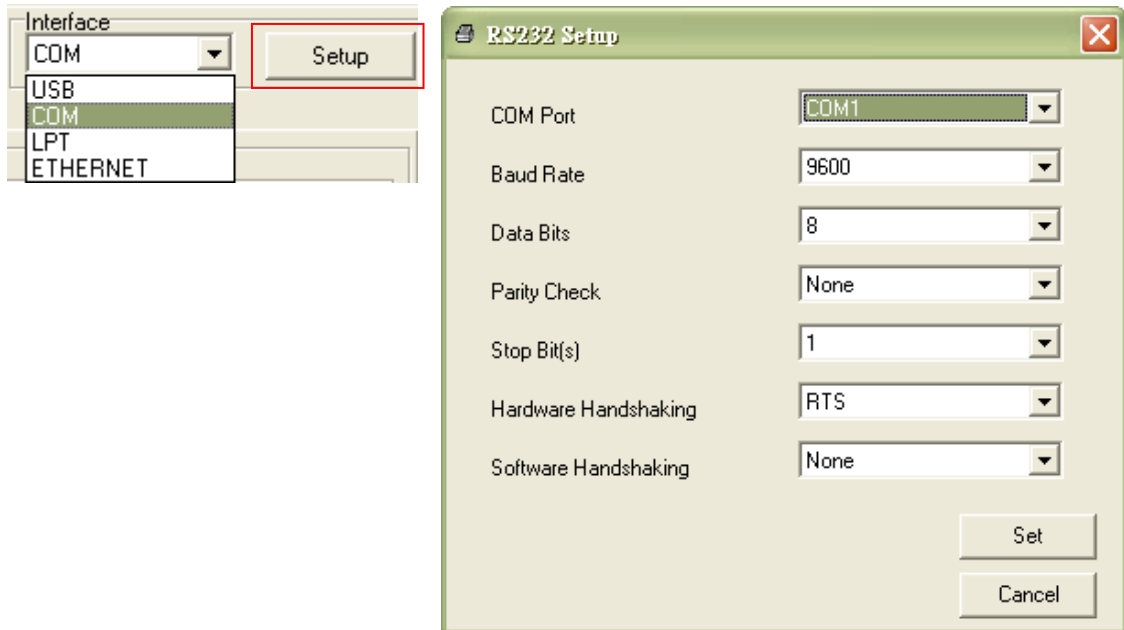 Interface
COM
Setup
USB
COM
LPT
ETHERNET
RS232 Setup
COM Port
COM1
Baud Rate
9600
Data Bits
8
Parity Check
None
Stop Bit(s)
1
Hardware Handshaking
RTS
Software Handshaking
None
Set
Cancel